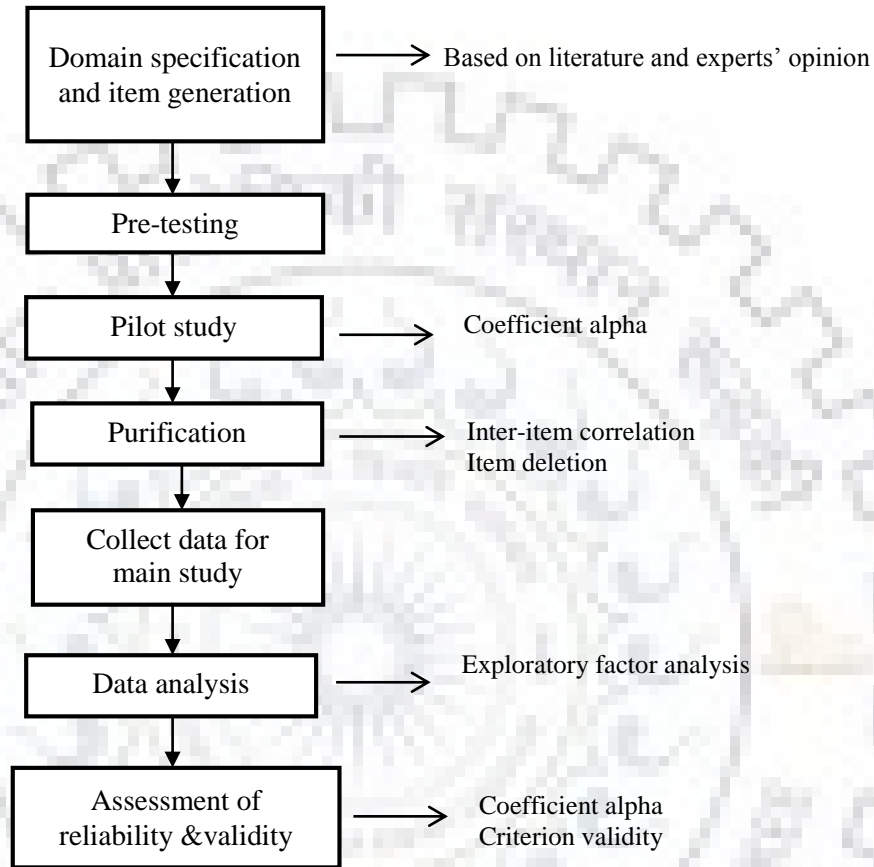 Domain specification
and item generation
Based on literature and experts’ opinion
Pre-testing
Pilot study
Coefficient alpha
Purification
Inter-item correlation
Item deletion
Collect data for
main study
Data analysis
Exploratory factor analysis
Assessment of
reliability &validity
Coefficient alpha
Criterion validity